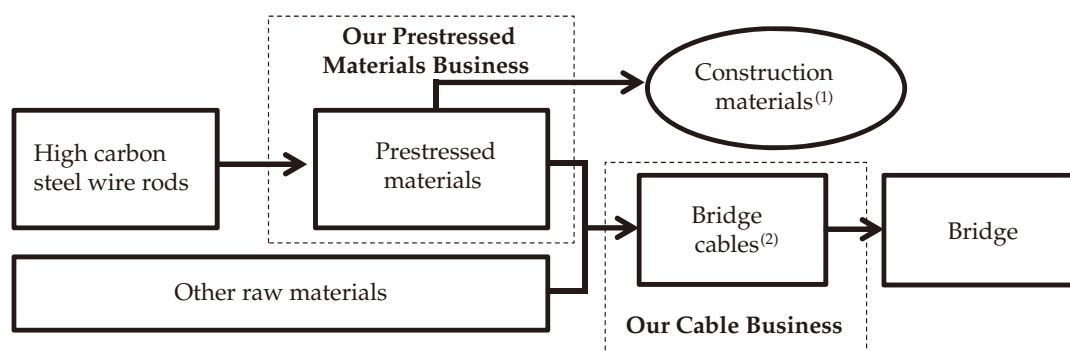 Our Prestressed
Materials Business
Construction
materials(1)
High carbon
steel wire rods
Prestressed
materials
Bridge
cables(2)
Bridge
Other raw materials
Our Cable Business